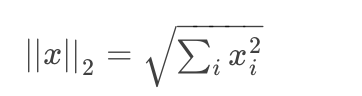 ||x||₂ = √(∑ᵢ xᵢ²)